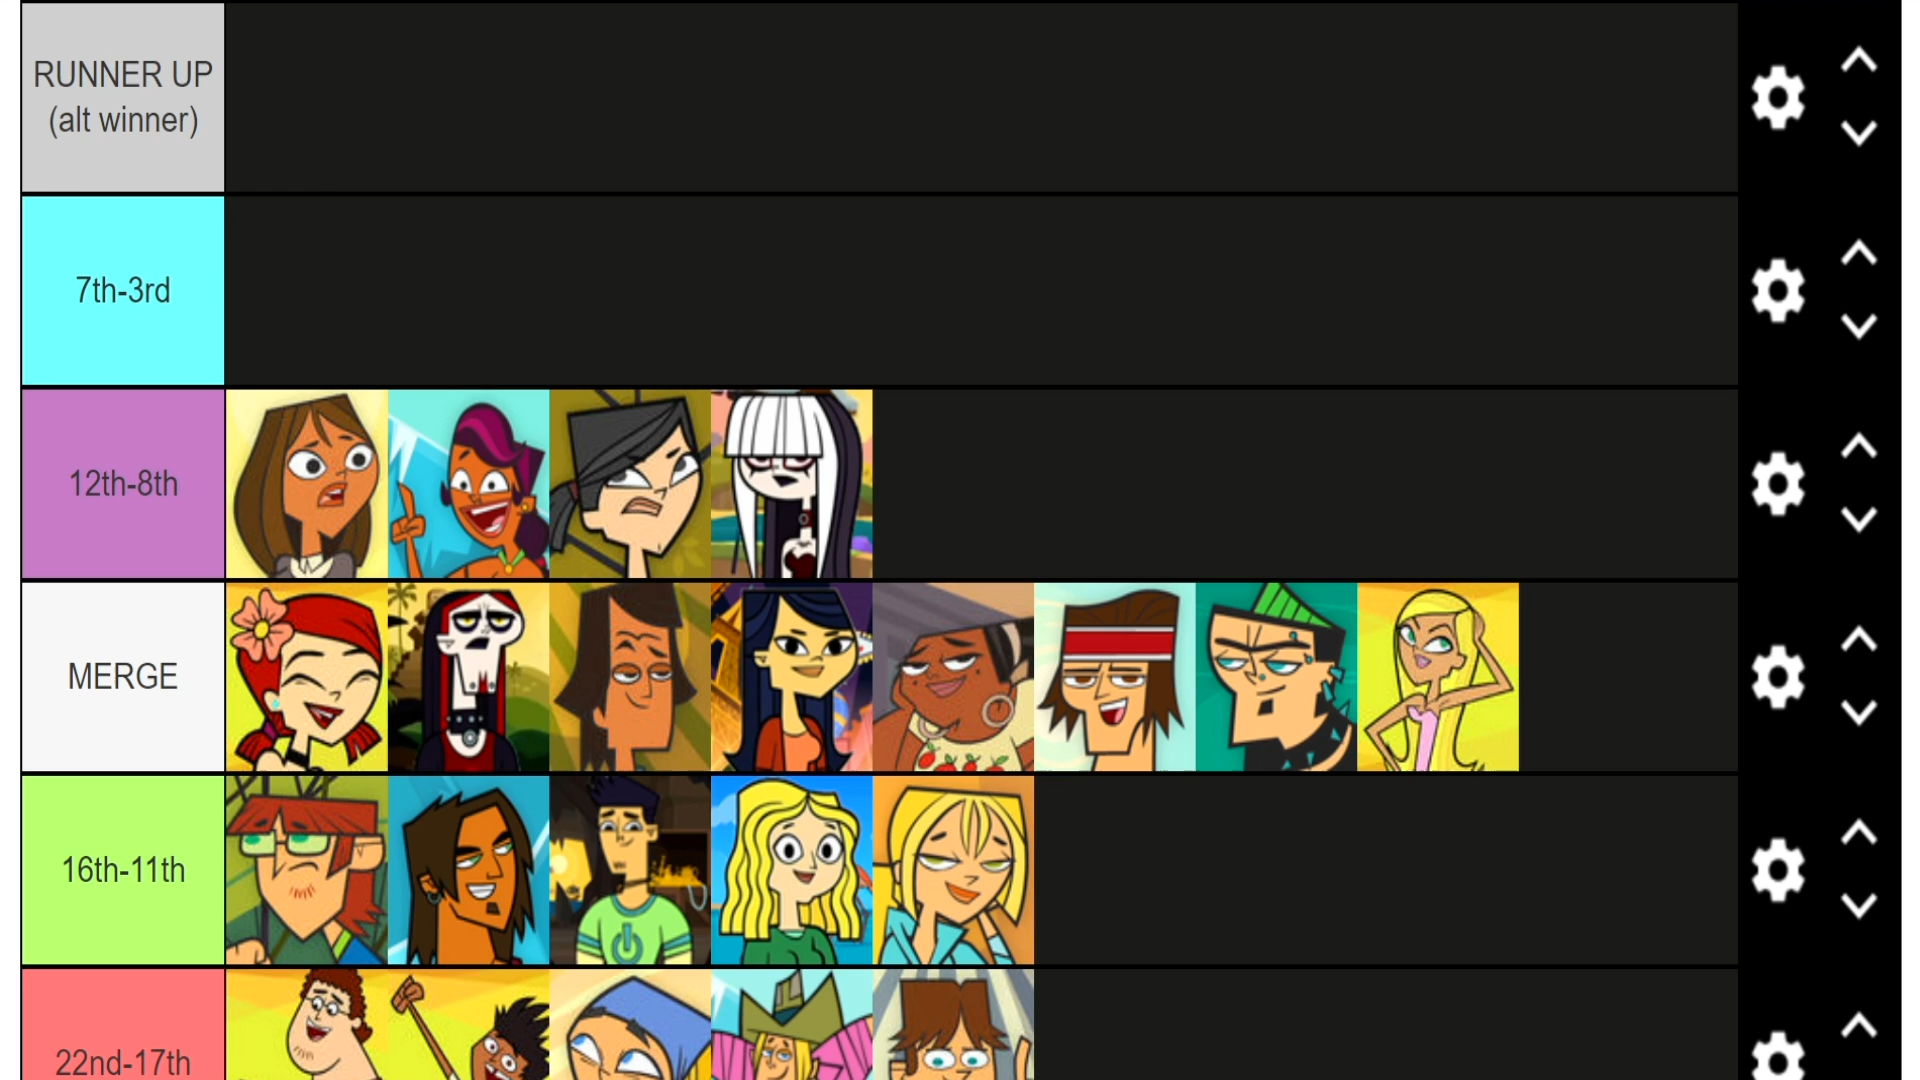 RUNNER UP
(alt winner)
7th-3rd
12th-8th
MERGE
16th-11th
22nd-17th